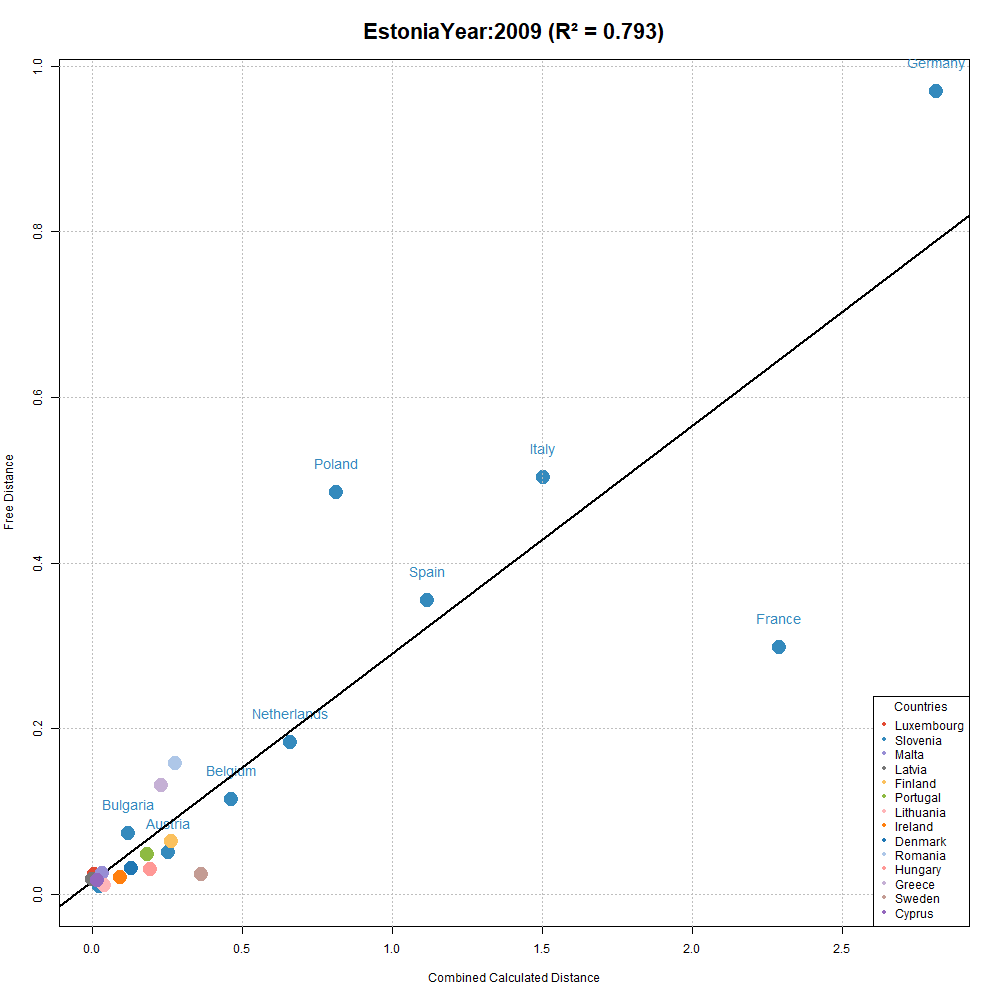 EstoniaYear:2009 (R² = 0.793)
Germany
1.0
0.8
0.6
Italy
Poland
Free Distance
0.4
Spain
France
Netherlands
0.2
Belgium
Bulgaria
Austria
0.0
Countries
Luxembourg
Slovenia
Malta
Latvia
Finland
Portugal
Lithuania
Ireland
Denmark
Romania
Hungary
Greece
Sweden
Cyprus
0.0 0.5 1.0 1.5 2.0 2.5
Combined Calculated Distance